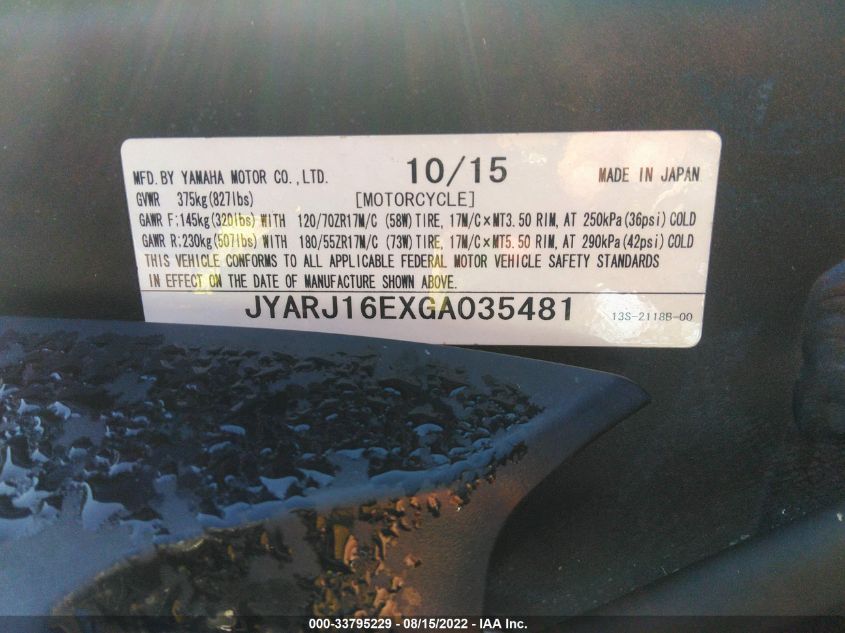 MFD. BY YAMAHA MOTOR CO., LTD. 10/15 MADE IN JAPAN
GVWR 375kg(827lbs) [MOTORCYCLE]
GAWR F:145kg(320lbs) WITH 120/70ZR17M/C (58W) TIRE, 17M/C×MT3.50 RIM, AT 250kPa(36psi) COLD
GAWR R:230kg(507lbs) WITH 180/55ZR17M/C (73W) TIRE, 17M/C×MT5.50 RIM, AT 290kPa(42psi) COLD
THIS VEHICLE CONFORMS TO ALL APPLICABLE FEDERAL MOTOR VEHICLE SAFETY STANDARDS
IN EFFECT ON THE DATE OF MANUFACTURE SHOWN ABOVE.
JYARJ16EXGA035481 13S-2118B-00
000-33795229 - 08/15/2022 - IAA Inc.